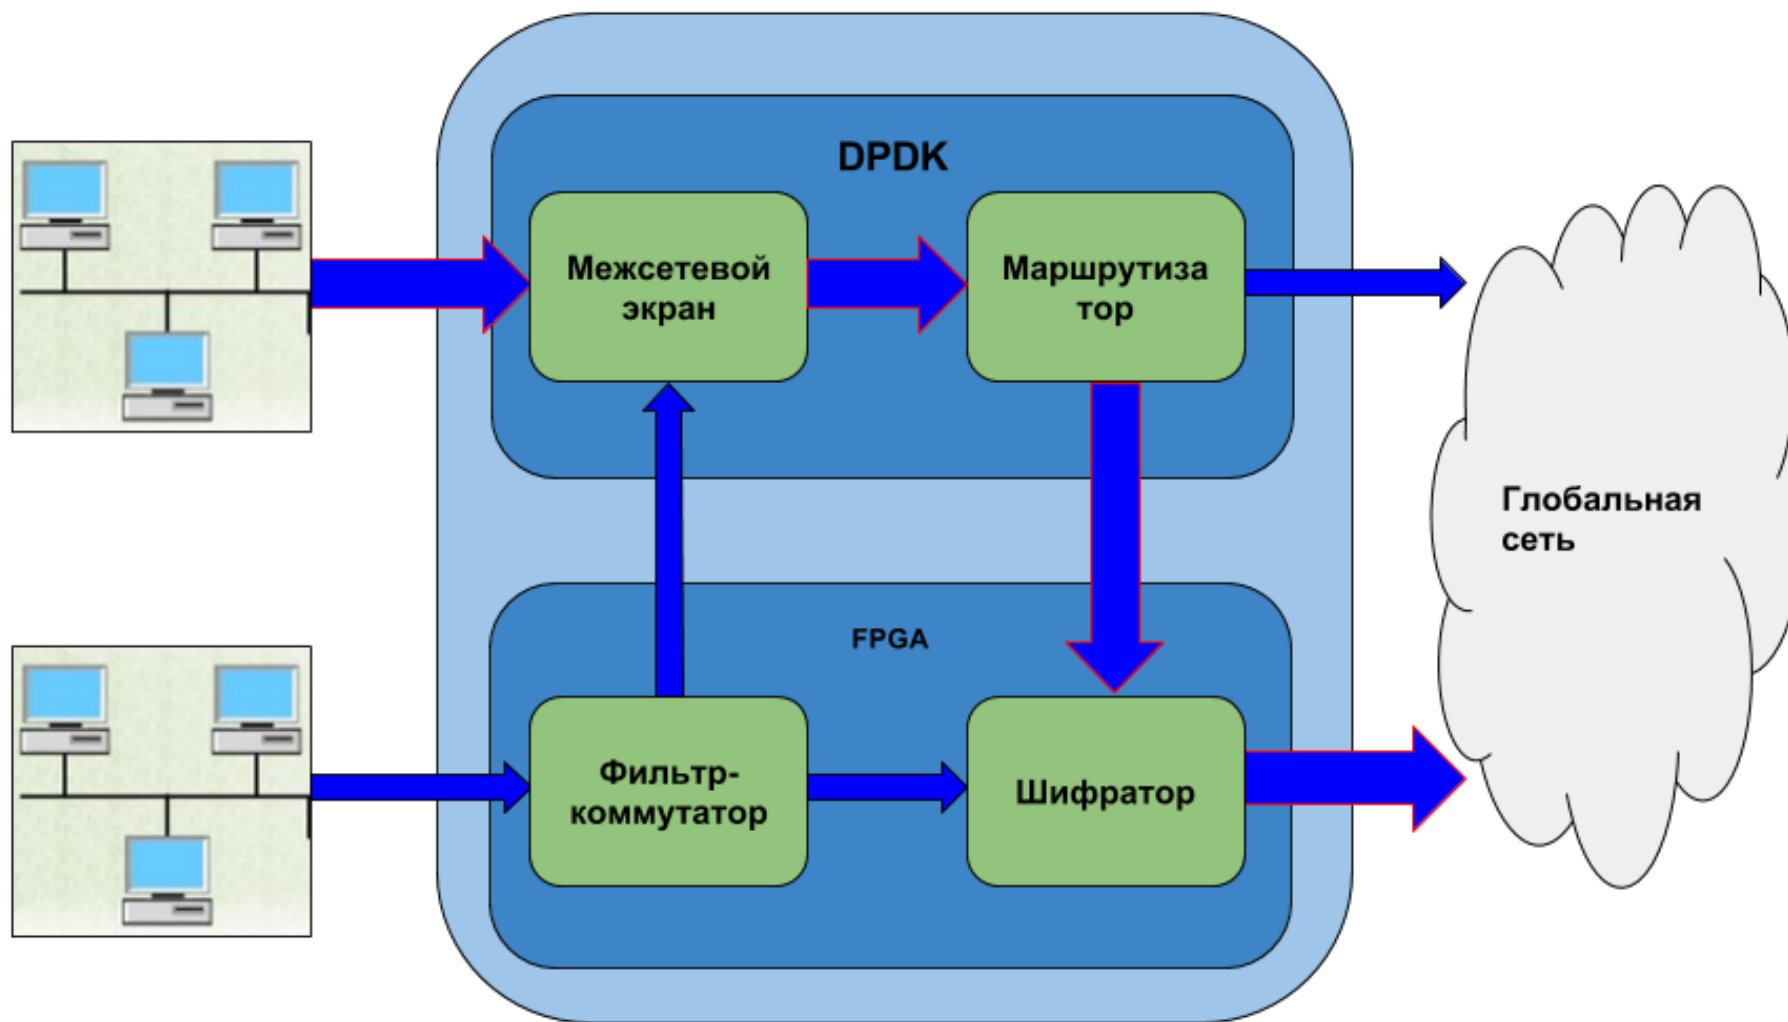 DPDK
Межсетевой
экран
Маршрутиза
тор
Глобальная
сеть
FPGA
Фильтр-
коммутатор
Шифратор